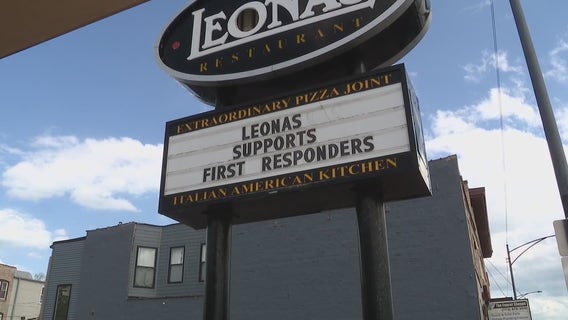 LEONAS
RESTAURANT
EXTRAORDINARY PIZZA JOINT
LEONAS
SUPPORTS
FIRST RESPONDERS
ITALIAN AMERICAN KITCHEN